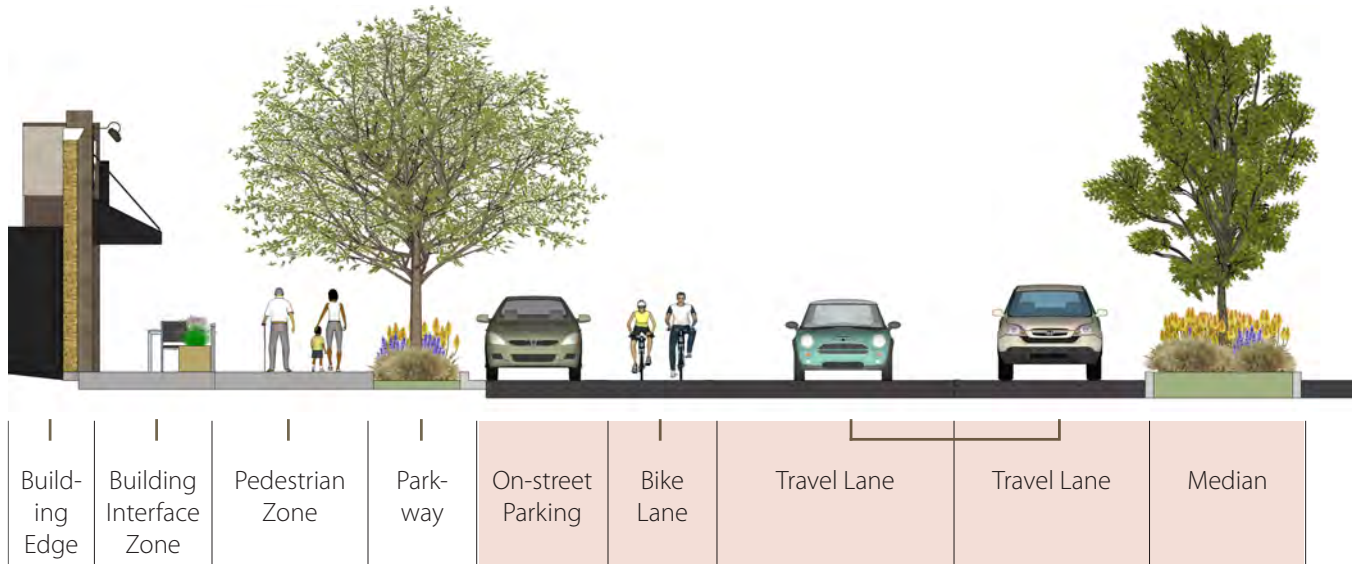 Build-
ing
Edge
Building
Interface
Zone
Pedestrian
Zone
Park-
way
On-street
Parking
Bike
Lane
Travel Lane
Travel Lane
Median